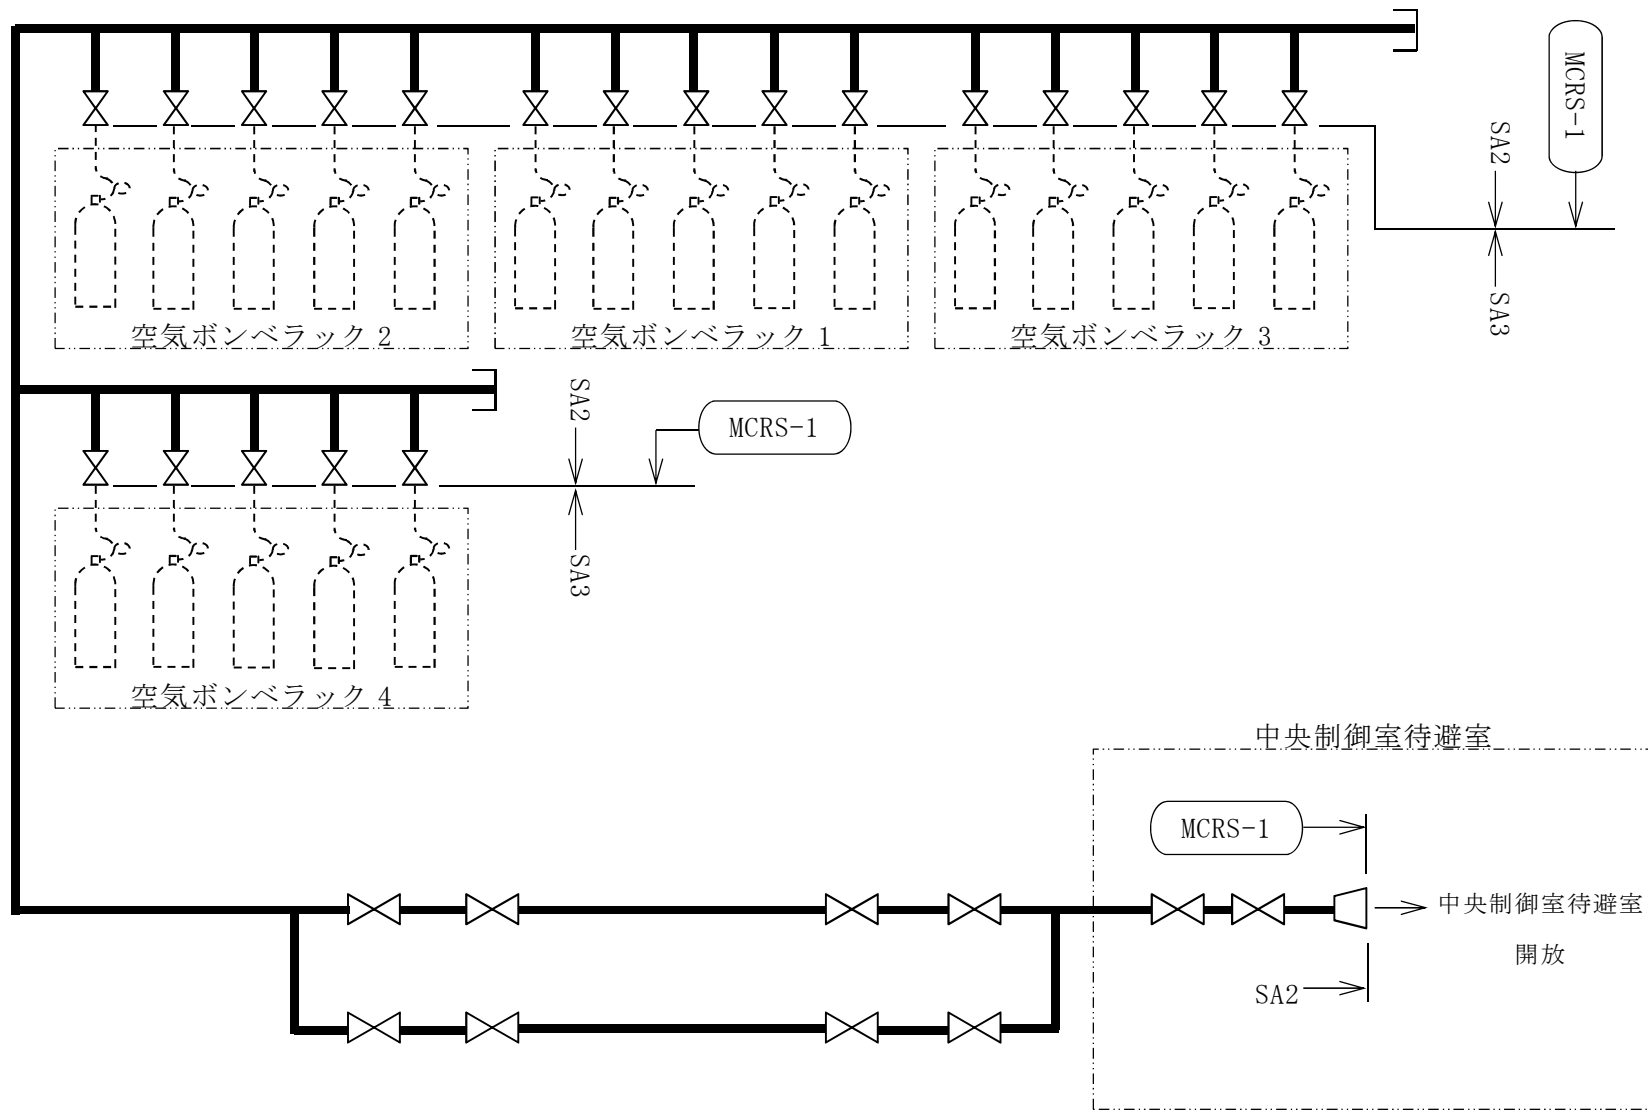 MCRS-1
SA2
SA3
空気ボンベラック2
空気ボンベラック1
空気ボンベラック3
SA2
MCRS-1
SA3
空気ボンベラック4
中央制御室待避室
MCRS-1
中央制御室待避室
開放
SA2